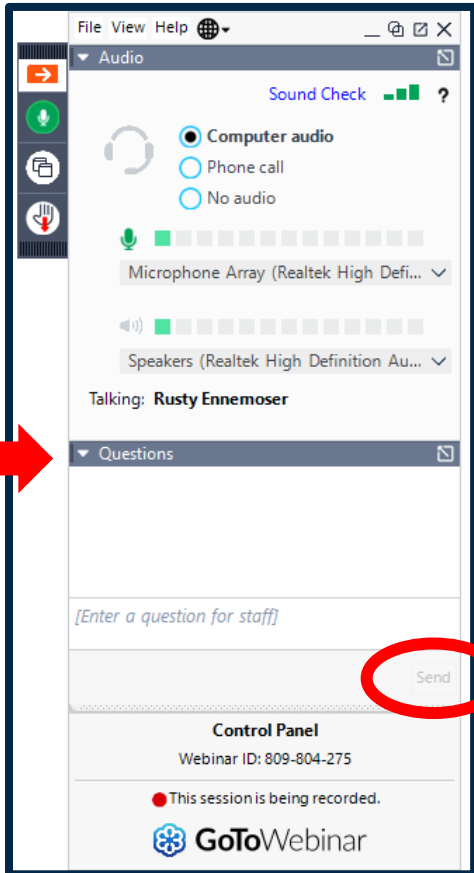 File View Help
Audio
Sound Check ?
Computer audio
Phone call
No audio
Microphone Array (Realtek High Defi...
Speakers (Realtek High Definition Au...
Talking: Rusty Ennemoser
Questions
[Enter a question for staff]
Send
Control Panel
Webinar ID: 809-804-275
This session is being recorded.
GoToWebinar